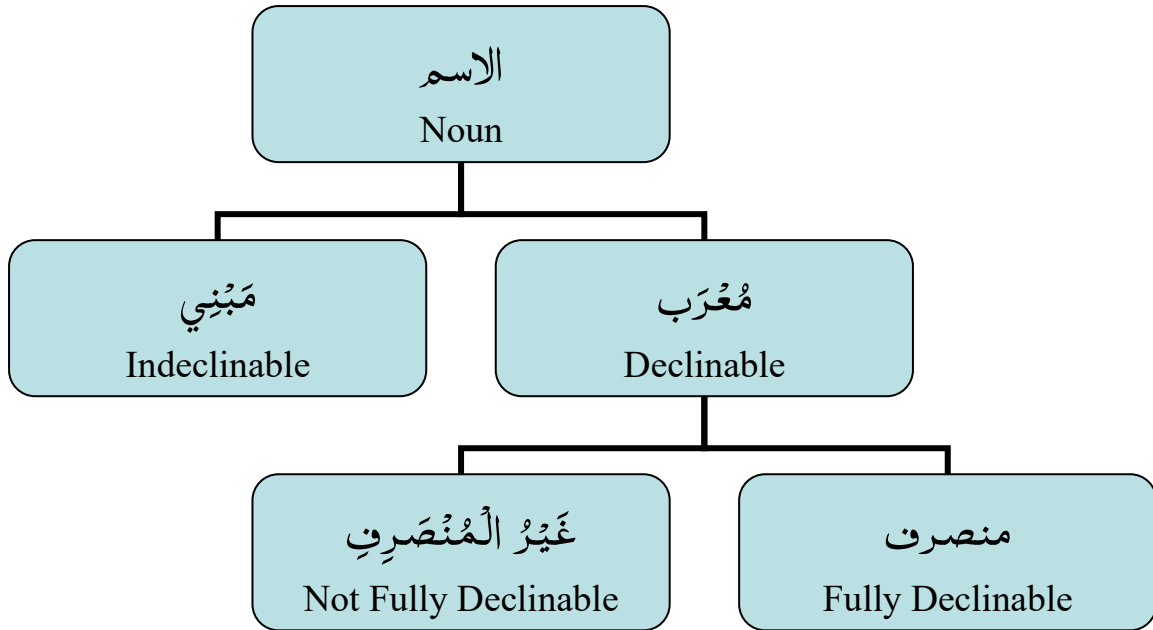 الاسم
Noun
مَبْنِي
Indeclinable
مُعْرَب
Declinable
غَيْرُ الْمُنْصَرِفِ
Not Fully Declinable
منصرف
Fully Declinable